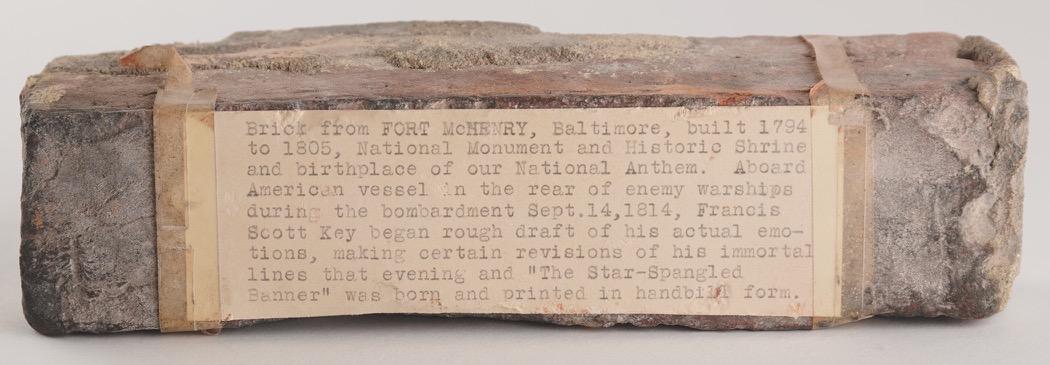 Brick from FORT McHENRY, Baltimore, built 1794
to 1805, National Monument and Historic Shrine
and birthplace of our National Anthem. Aboard
American vessel in the rear of enemy warships
during the bombardment Sept.14,1814, Francis
Scott Key began rough draft of his actual emo-
tions, making certain revisions of his immortal
lines that evening and "The Star-Spangled
Banner" was born and printed in handbill form.